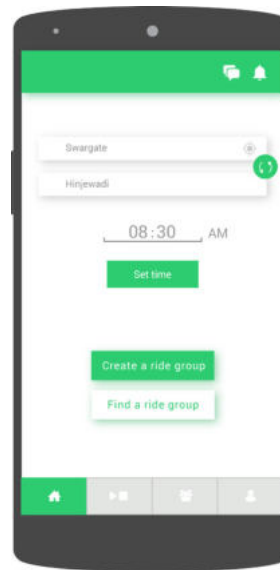 Swargate
Hinjewadi
08:30 AM
Set time
Create a ride group
Find a ride group